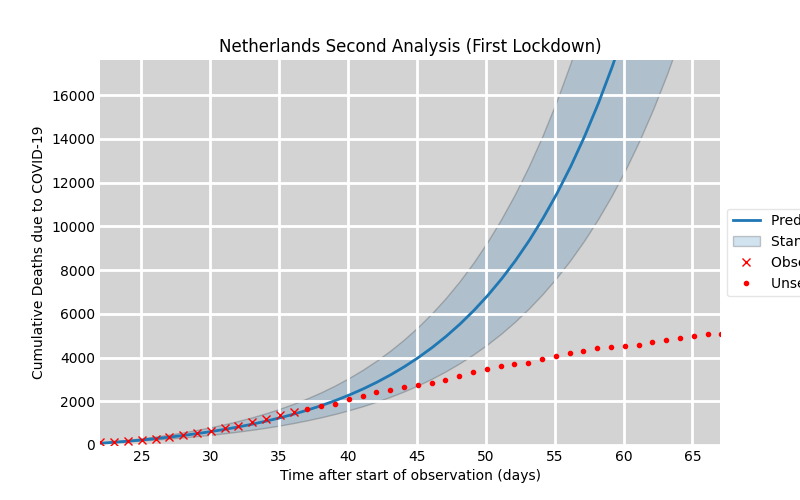 Netherlands Second Analysis (First Lockdown)
Cumulative Deaths due to COVID-19
16000
14000
12000
10000
8000
6000
4000
2000
0
25 30 35 40 45 50 55 60 65
Time after start of observation (days)
Pred
Stan
Obse
Unse